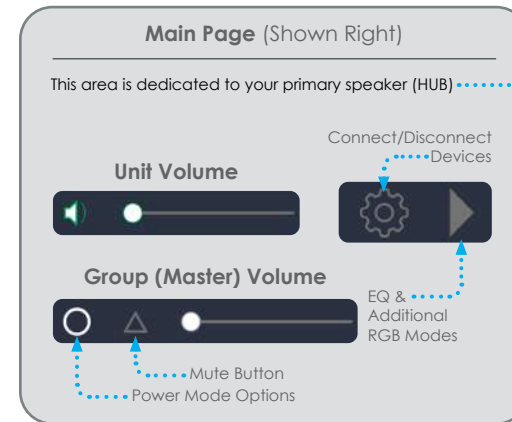 Main Page (Shown Right)
This area is dedicated to your primary speaker (HUB)
Connect/Disconnect
Devices
Unit Volume
Group (Master) Volume
EQ &
Additional
RGB Modes
Mute Button
Power Mode Options